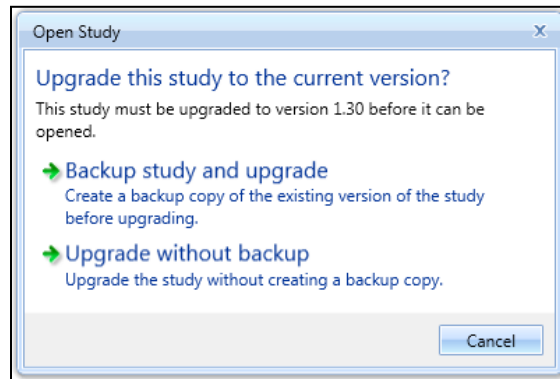 Open Study
Upgrade this study to the current version?
This study must be upgraded to version 1.30 before it can be
opened.
Backup study and upgrade
Create a backup copy of the existing version of the study
before upgrading.
Upgrade without backup
Upgrade the study without creating a backup copy.
Cancel